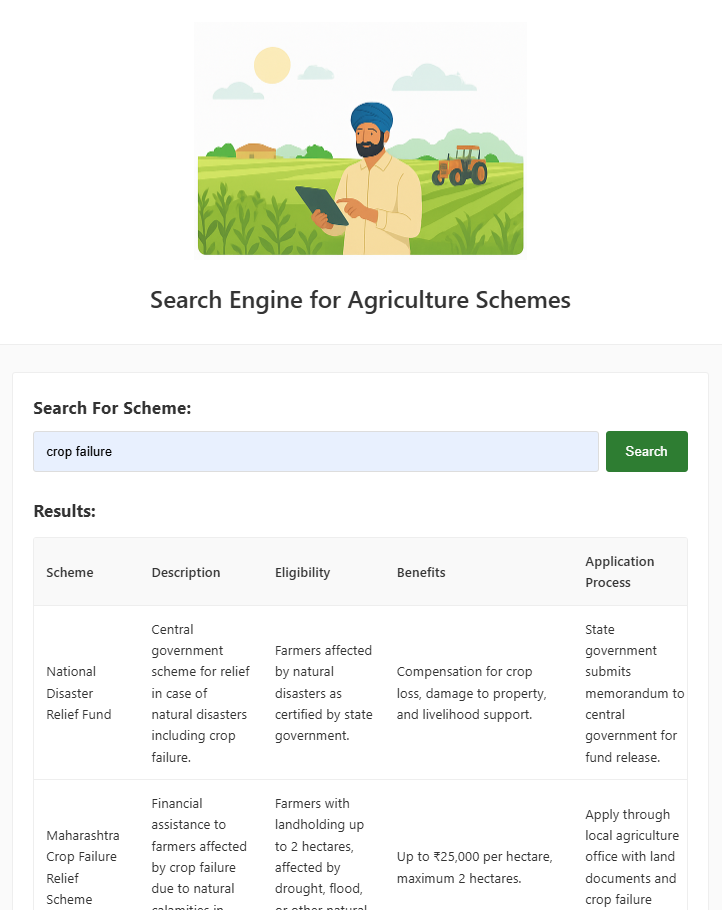 Search Engine for Agriculture Schemes
Search For Scheme:
crop failure
Search
Results:
Scheme
Description
Eligibility
Benefits
Application
Process
National
Disaster
Relief Fund
Central
government
scheme for relief
in case of
natural disasters
including crop
failure.
Farmers affected
by natural
disasters as
certified by state
government.
Compensation for crop
loss, damage to property,
and livelihood support.
State
government
submits
memorandum to
central
government for
fund release.
Maharashtra
Crop Failure
Relief
Scheme
Financial
assistance to
farmers affected
by crop failure
due to natural
calamities in
Farmers with
landholding up
to 2 hectares,
affected by
drought, flood,
or other natural
Up to ₹25,000 per hectare,
maximum 2 hectares.
Apply through
local agriculture
office with land
documents and
crop failure